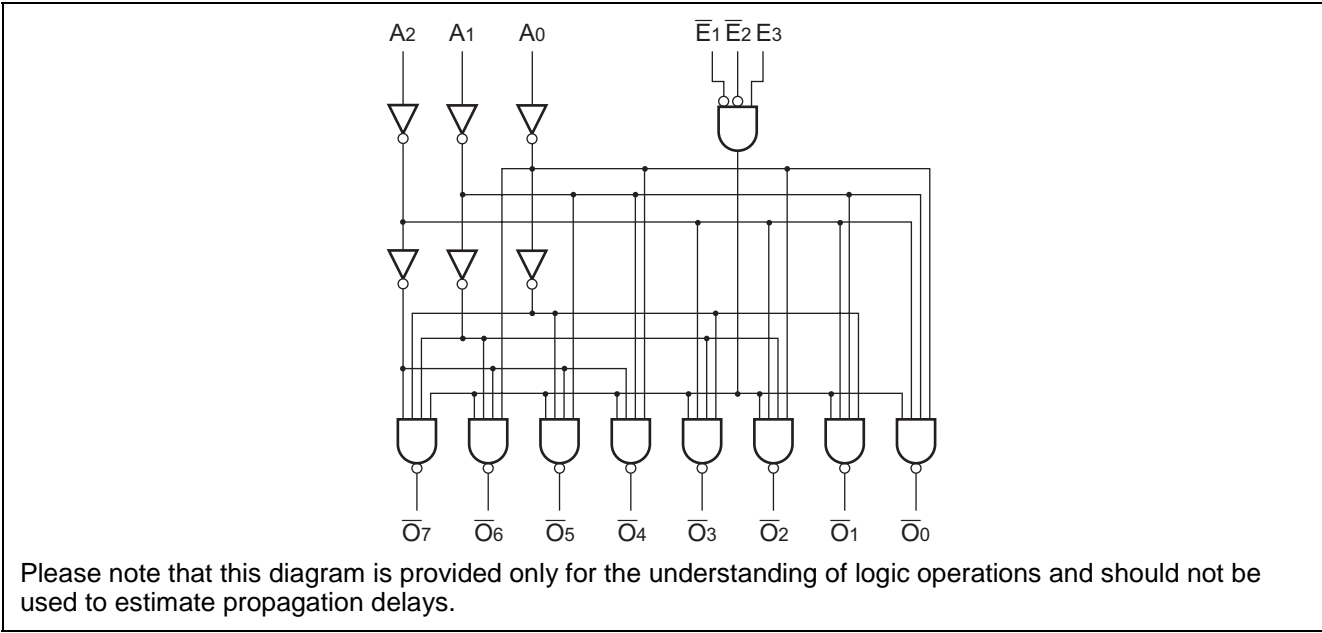 A2 A1 A0 E̅1 E̅2 E3
O̅7 O̅6 O̅5 O̅4 O̅3 O̅2 O̅1 O̅0
Please note that this diagram is provided only for the understanding of logic operations and should not be
used to estimate propagation delays.